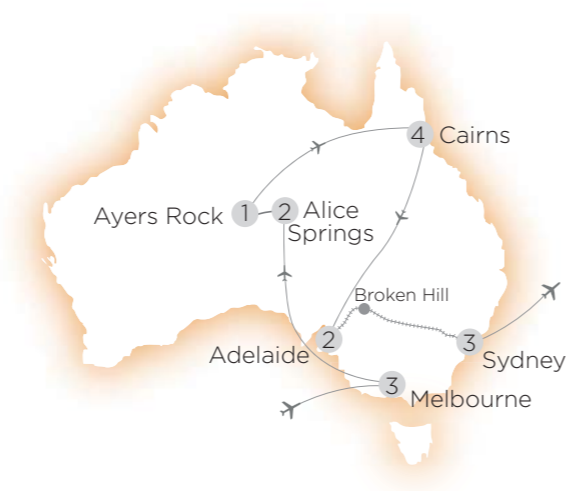 4 Cairns
Ayers Rock 1 2 Alice
Springs
Broken Hill
Adelaide 2
3 Sydney
3 Melbourne